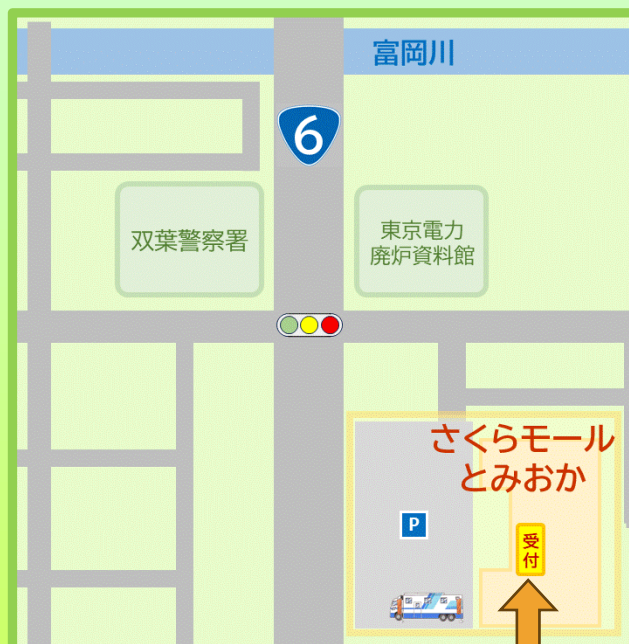 富岡川
6
双葉警察署
東京電力
廃炉資料館
さくらモール
とみおか
P
受付